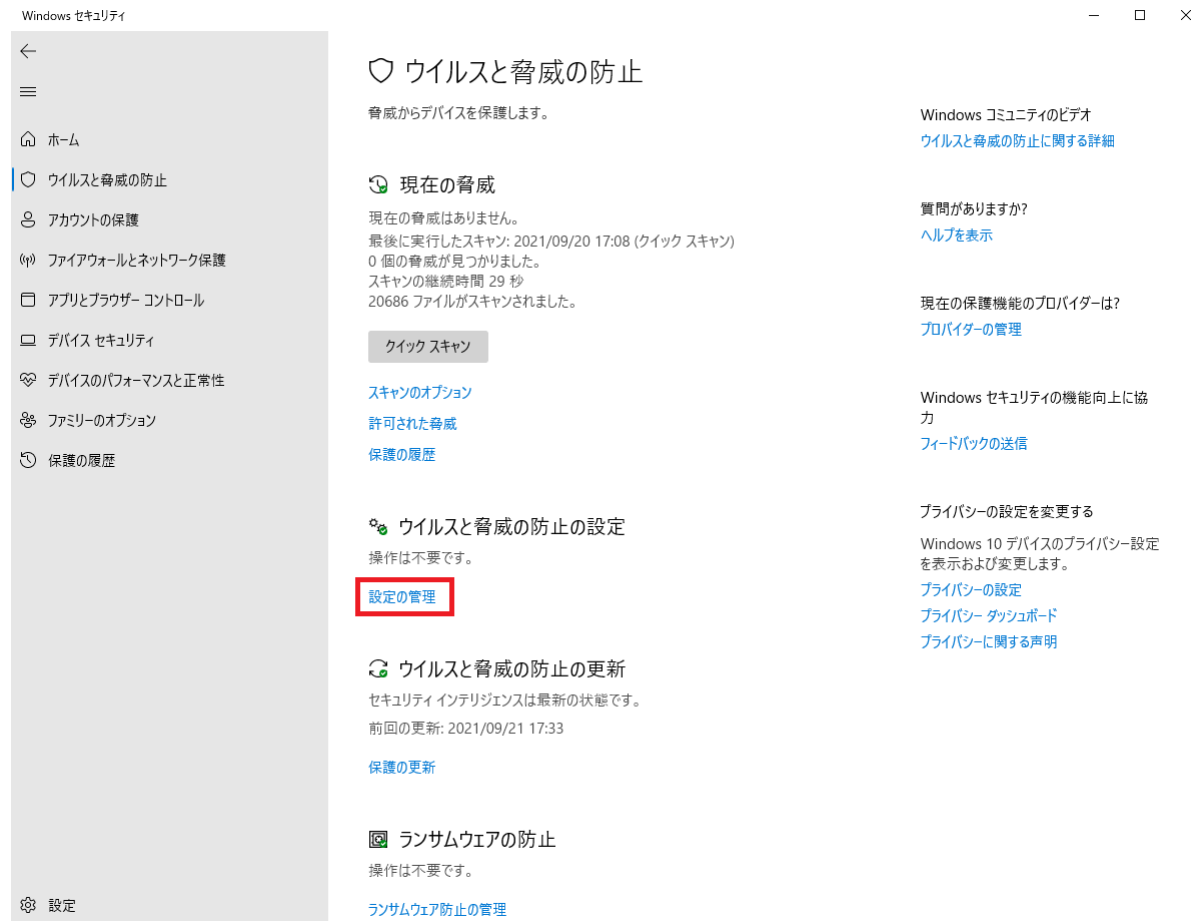 Windows セキュリティ
ホーム
ウイルスと脅威の防止
アカウントの保護
ファイアウォールとネットワーク保護
アプリとブラウザー コントロール
デバイス セキュリティ
デバイスのパフォーマンスと正常性
ファミリーのオプション
保護の履歴
設定
ウイルスと脅威の防止
脅威からデバイスを保護します。
現在の脅威
現在の脅威はありません。
最後に実行したスキャン: 2021/09/20 17:08 (クイック スキャン)
0 個の脅威が見つかりました。
スキャンの継続時間 29 秒
20686 ファイルがスキャンされました。
クイック スキャン
スキャンのオプション
許可された脅威
保護の履歴
ウイルスと脅威の防止の設定
操作は不要です。
設定の管理
ウイルスと脅威の防止の更新
セキュリティ インテリジェンスは最新の状態です。
前回の更新: 2021/09/21 17:33
保護の更新
ランサムウェアの防止
操作は不要です。
ランサムウェア防止の管理
Windows コミュニティのビデオ
ウイルスと脅威の防止に関する詳細
質問がありますか?
ヘルプを表示
現在の保護機能のプロバイダーは?
プロバイダーの管理
Windows セキュリティの機能向上に協
力
フィードバックの送信
プライバシーの設定を変更する
Windows 10 デバイスのプライバシー設定
を表示および変更します。
プライバシーの設定
プライバシー ダッシュボード
プライバシーに関する声明